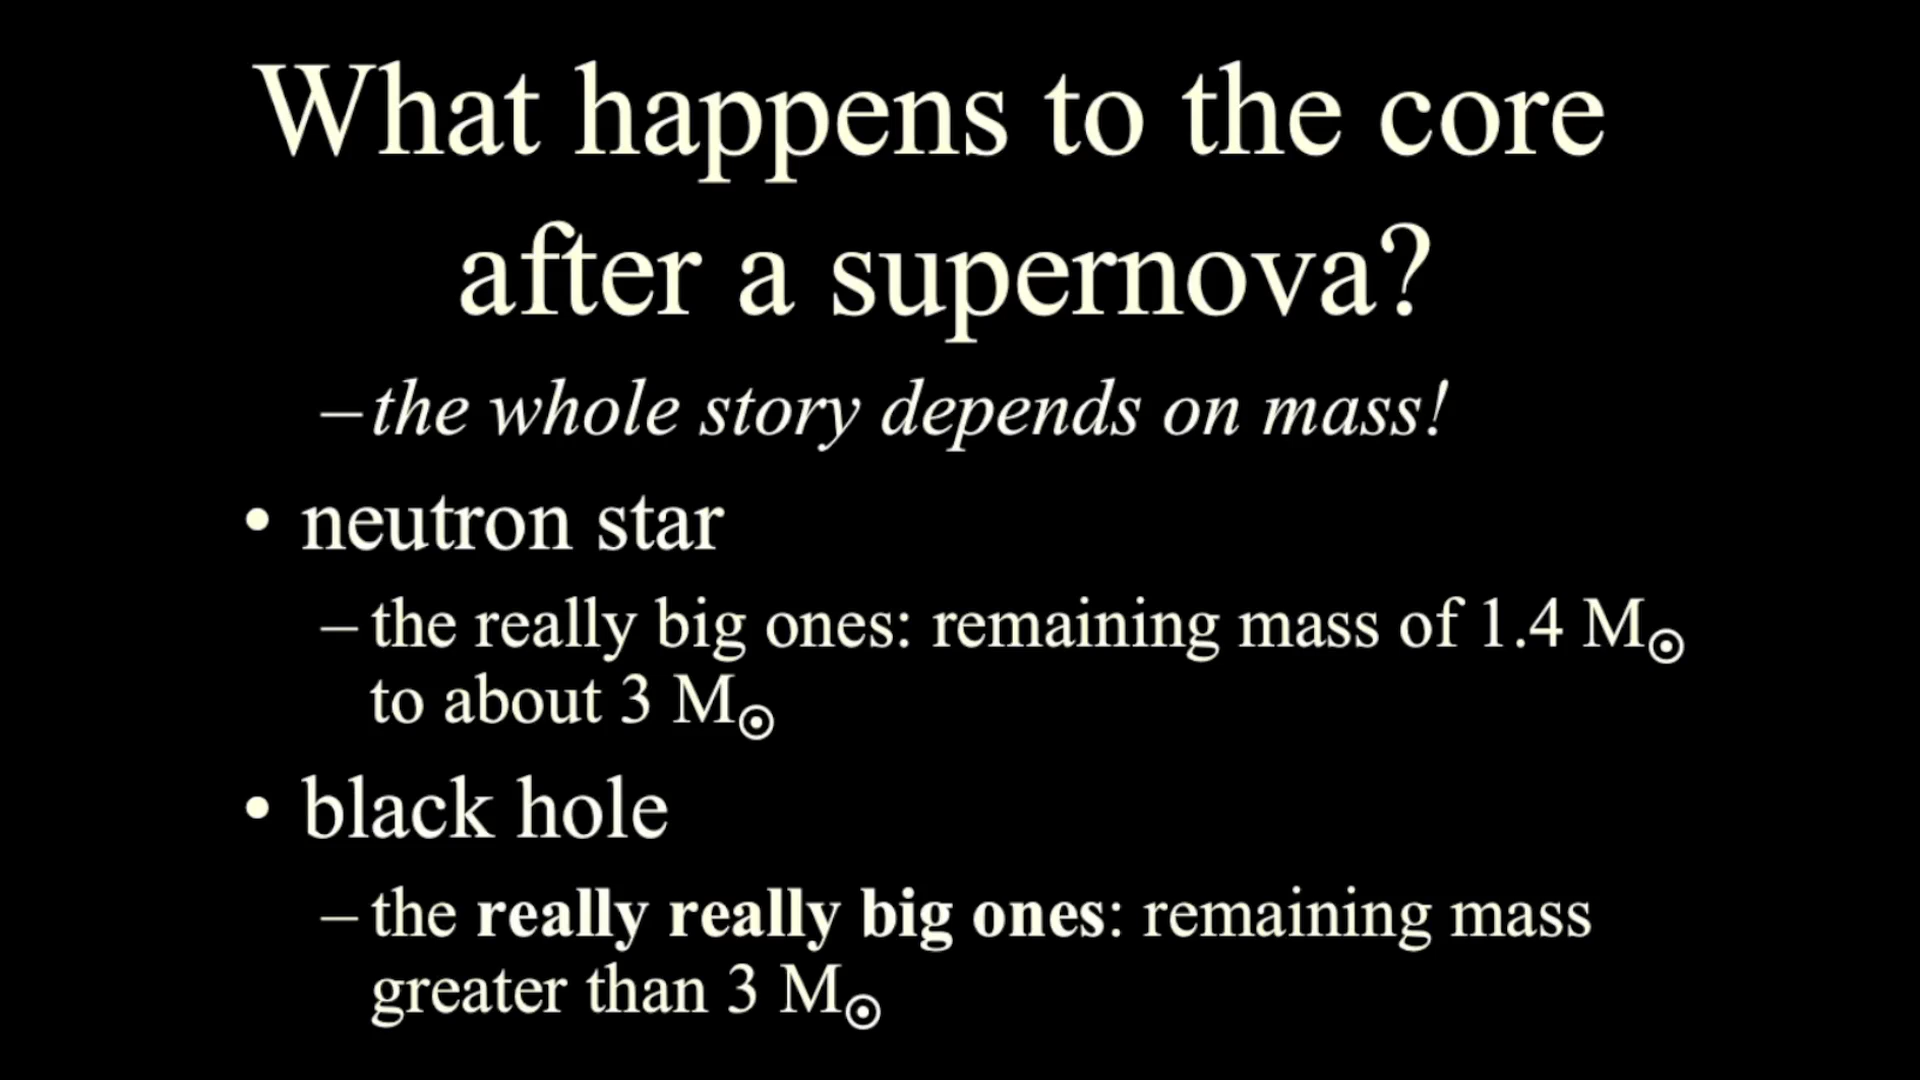 What happens to the core
after a supernova?
–the whole story depends on mass!
• neutron star
– the really big ones: remaining mass of 1.4 M☉
to about 3 M☉
• black hole
– the really really big ones: remaining mass
greater than 3 M☉